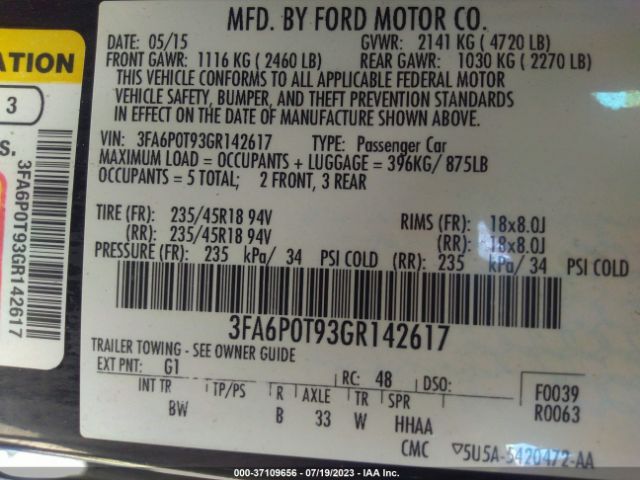 MFD. BY FORD MOTOR CO.
DATE: 05/15 GVWR: 2141 KG ( 4720 LB)
FRONT GAWR: 1116 KG ( 2460 LB) REAR GAWR: 1030 KG ( 2270 LB)
THIS VEHICLE CONFORMS TO ALL APPLICABLE FEDERAL MOTOR
VEHICLE SAFETY, BUMPER, AND THEFT PREVENTION STANDARDS
IN EFFECT ON THE DATE OF MANUFACTURE SHOWN ABOVE.
VIN: 3FA6P0T93GR142617 TYPE: Passenger Car
MAXIMUM LOAD = OCCUPANTS + LUGGAGE = 396KG/ 875LB
OCCUPANTS = 5 TOTAL; 2 FRONT, 3 REAR
TIRE (FR): 235/45R18 94V RIMS (FR): 18x8.0J
(RR): 235/45R18 94V (RR): 18x8.0J
PRESSURE (FR): 235 kPa/ 34 PSI COLD (RR): 235 kPa/ 34 PSI COLD
3FA6P0T93GR142617
TRAILER TOWING - SEE OWNER GUIDE
EXT PNT: G1 RC: 48 DSO: F0039
INT TR TP/PS R AXLE TR SPR R0063
BW B 33 W HHAA
CMC ▽5U5A-5420472-AA
ATION
3
S.
3FA6P0T93GR142617
000-37109656 - 07/19/2023 - IAA Inc.